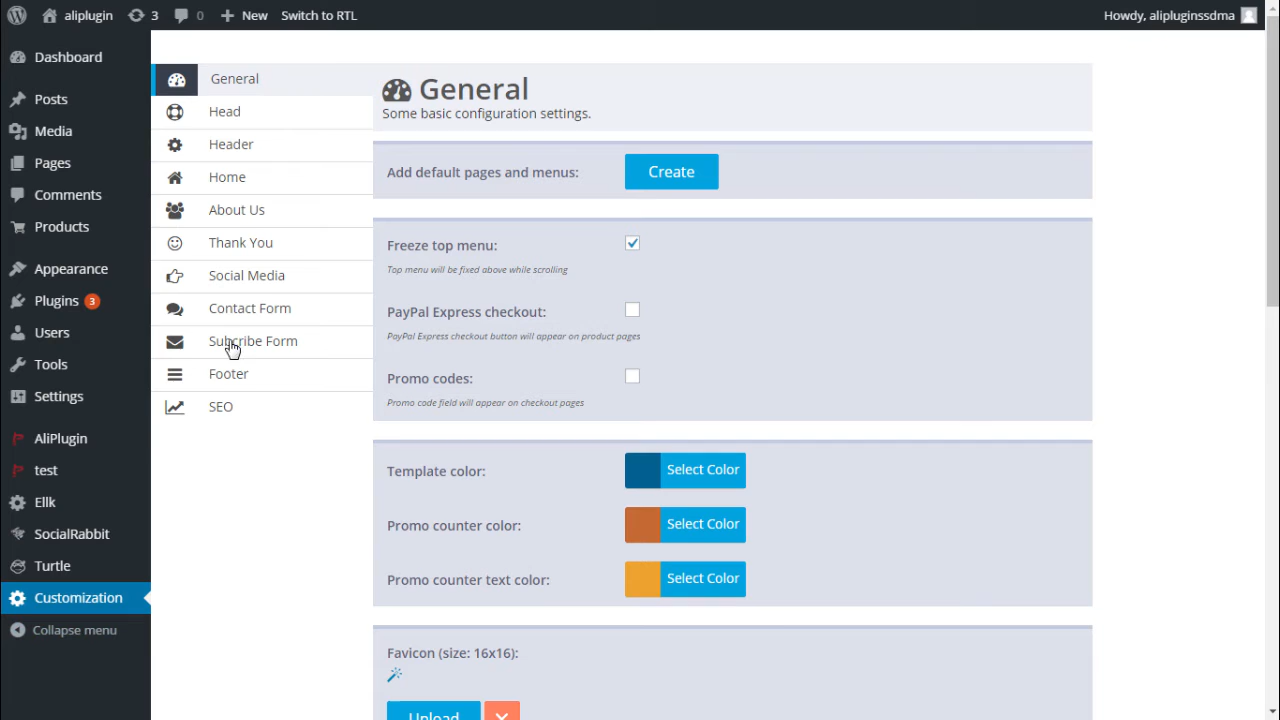 aliplugin 3 0 New Switch to RTL Howdy, alipluginssdma
Dashboard
Posts
Media
Pages
Comments
Products
Appearance
Plugins 3
Users
Tools
Settings
AliPlugin
test
Ellk
SocialRabbit
Turtle
Customization
Collapse menu
General
Head
Header
Home
About Us
Thank You
Social Media
Contact Form
Subcribe Form
Footer
SEO
General
Some basic configuration settings.
Add default pages and menus: Create
Freeze top menu:
Top menu will be fixed above while scrolling
PayPal Express checkout:
PayPal Express checkout button will appear on product pages
Promo codes:
Promo code field will appear on checkout pages
Template color: Select Color
Promo counter color: Select Color
Promo counter text color: Select Color
Favicon (size: 16x16):
Upload